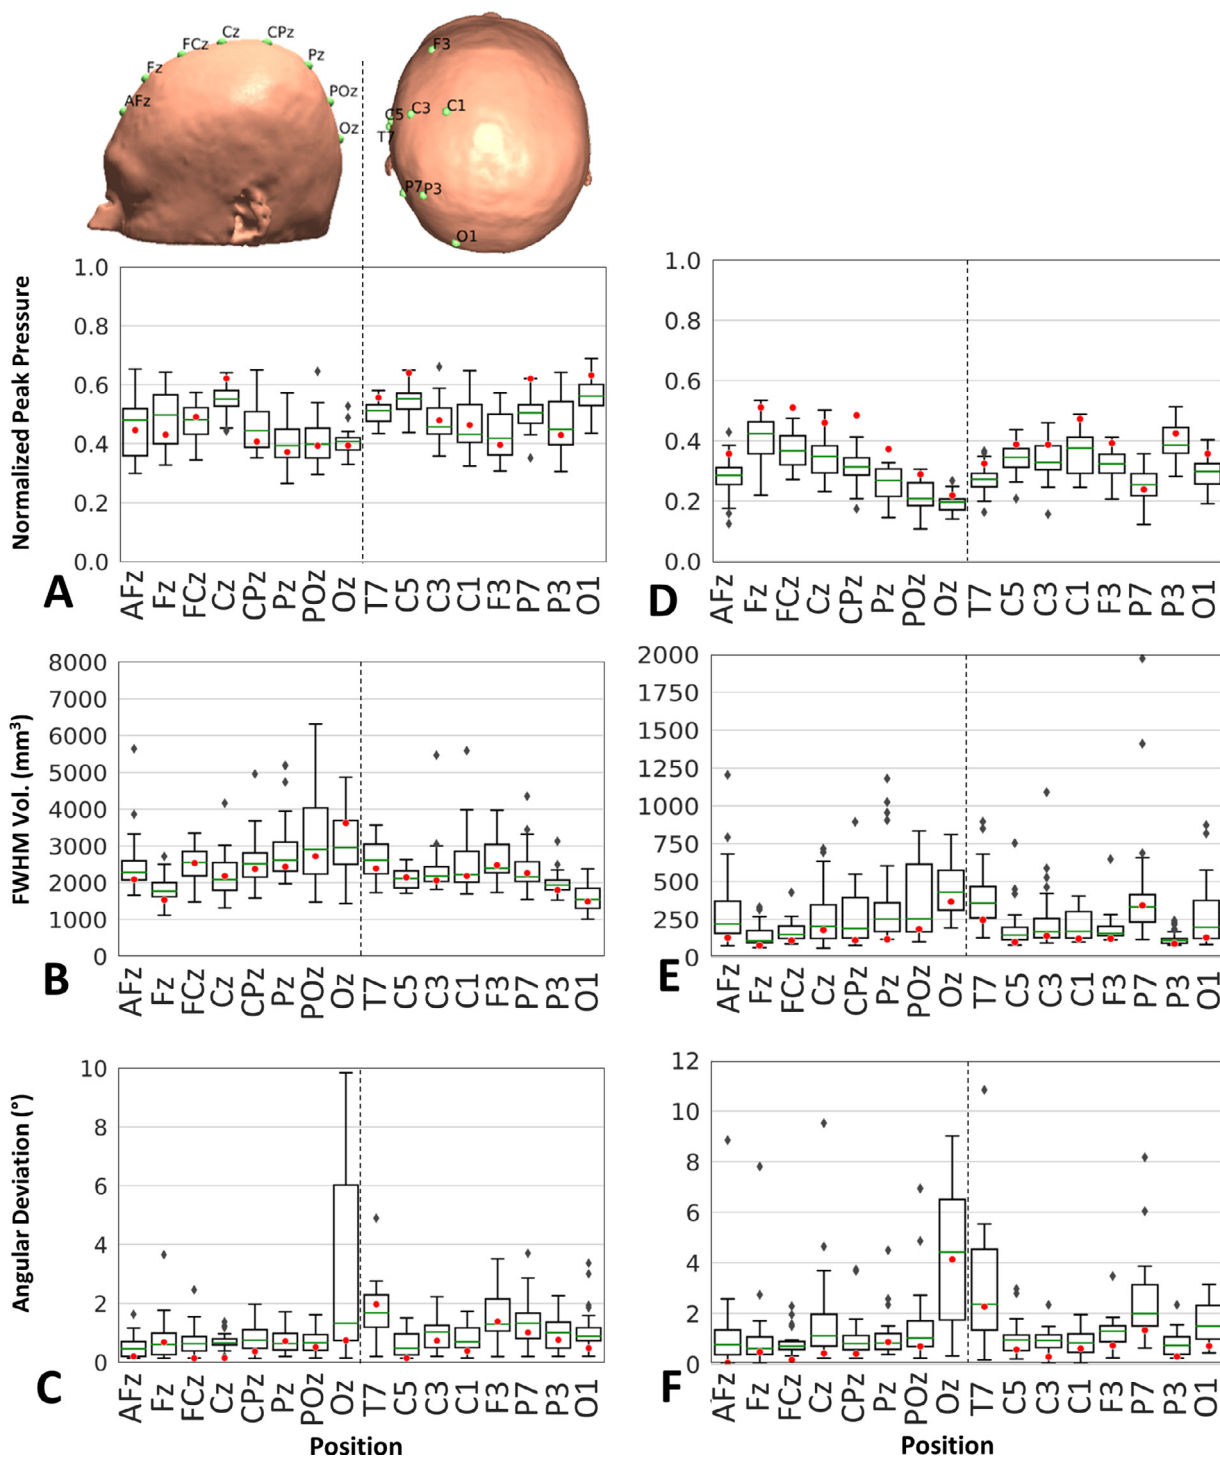 Cz CPz
FCz
Pz
Fz
AFz
POz
Oz
F3
C5 C3 C1
T7
P7 P3
O1
Normalized Peak Pressure
1.0
0.8
0.6
0.4
0.2
0.0
A
AFz Fz FCz Cz CPz Pz POz Oz T7 C5 C3 C1 F3 P7 P3 O1
1.0
0.8
0.6
0.4
0.2
0.0
D
AFz Fz FCz Cz CPz Pz POz Oz T7 C5 C3 C1 F3 P7 P3 O1
FWHM Vol. (mm³)
8000
7000
6000
5000
4000
3000
2000
1000
0
B
AFz Fz FCz Cz CPz Pz POz Oz T7 C5 C3 C1 F3 P7 P3 O1
2000
1750
1500
1250
1000
750
500
250
0
E
AFz Fz FCz Cz CPz Pz POz Oz T7 C5 C3 C1 F3 P7 P3 O1
Angular Deviation (°)
10
8
6
4
2
0
C
AFz Fz FCz Cz CPz Pz POz Oz T7 C5 C3 C1 F3 P7 P3 O1
Position
12
10
8
6
4
2
0
F
AFz Fz FCz Cz CPz Pz POz Oz T7 C5 C3 C1 F3 P7 P3 O1
Position